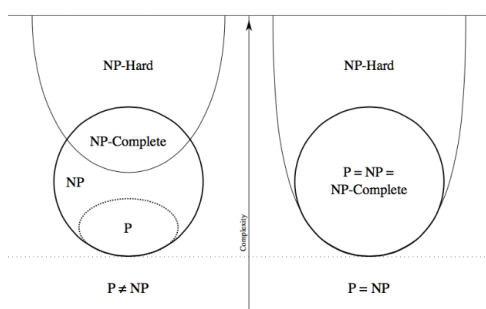 NP-Hard
NP-Complete
NP
P
P ≠ NP
Complexity
NP-Hard
P = NP =
NP-Complete
P = NP